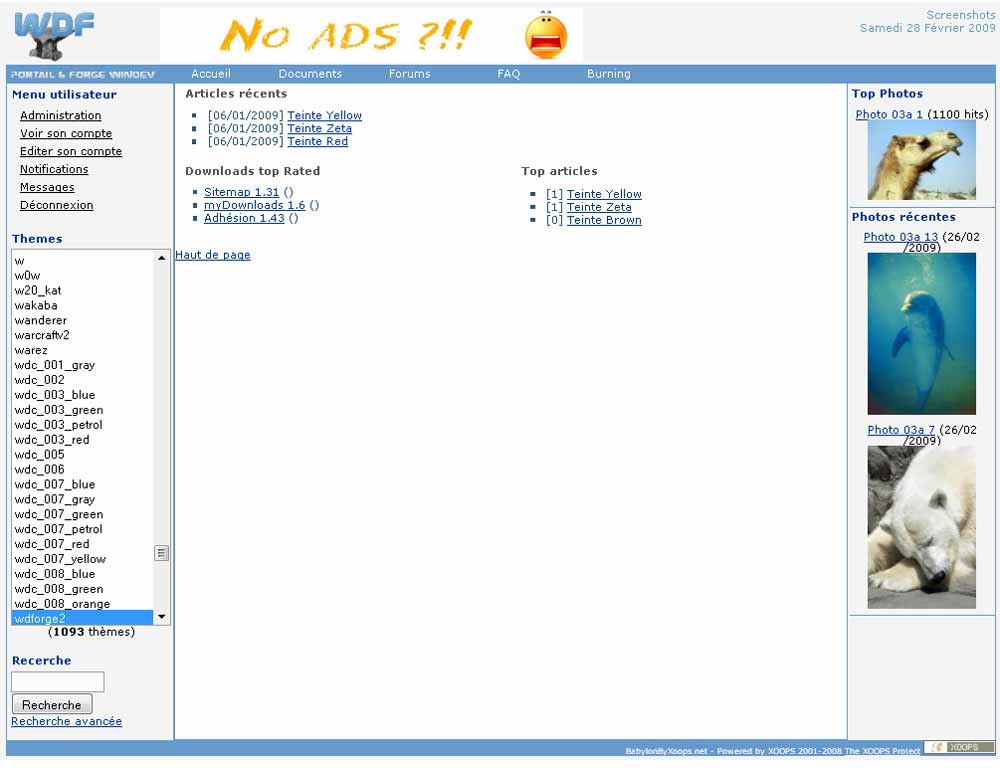 WDF
No ADS ?!!
Screenshots
Samedi 28 Février 2009
PORTAIL & FORGE WINDEV
Accueil
Documents
Forums
FAQ
Burning
Menu utilisateur
Administration
Voir son compte
Editer son compte
Notifications
Messages
Déconnexion
Themes
w
w0w
w20_kat
wakaba
wanderer
warcraftv2
warez
wdc_001_gray
wdc_002
wdc_003_blue
wdc_003_green
wdc_003_petrol
wdc_003_red
wdc_005
wdc_006
wdc_007_blue
wdc_007_gray
wdc_007_green
wdc_007_petrol
wdc_007_red
wdc_007_yellow
wdc_008_blue
wdc_008_green
wdc_008_orange
wdforge2
(1093 thèmes)
Recerche
Recherche
Recherche avancée
Articles récents
[06/01/2009] Teinte Yellow
[06/01/2009] Teinte Zeta
[06/01/2009] Teinte Red
Downloads top Rated
Sitemap 1.31 ()
myDownloads 1.6 ()
Adhésion 1.43 ()
Top articles
[1] Teinte Yellow
[1] Teinte Zeta
[0] Teinte Brown
Haut de page
Top Photos
Photo 03a 1 (1100 hits)
Photos récentes
Photo 03a 13 (26/02
/2009)
Photo 03a 7 (26/02
/2009)
BabylonByXoops.net - Powered by XOOPS 2001-2008 The XOOPS Project
XOOPS